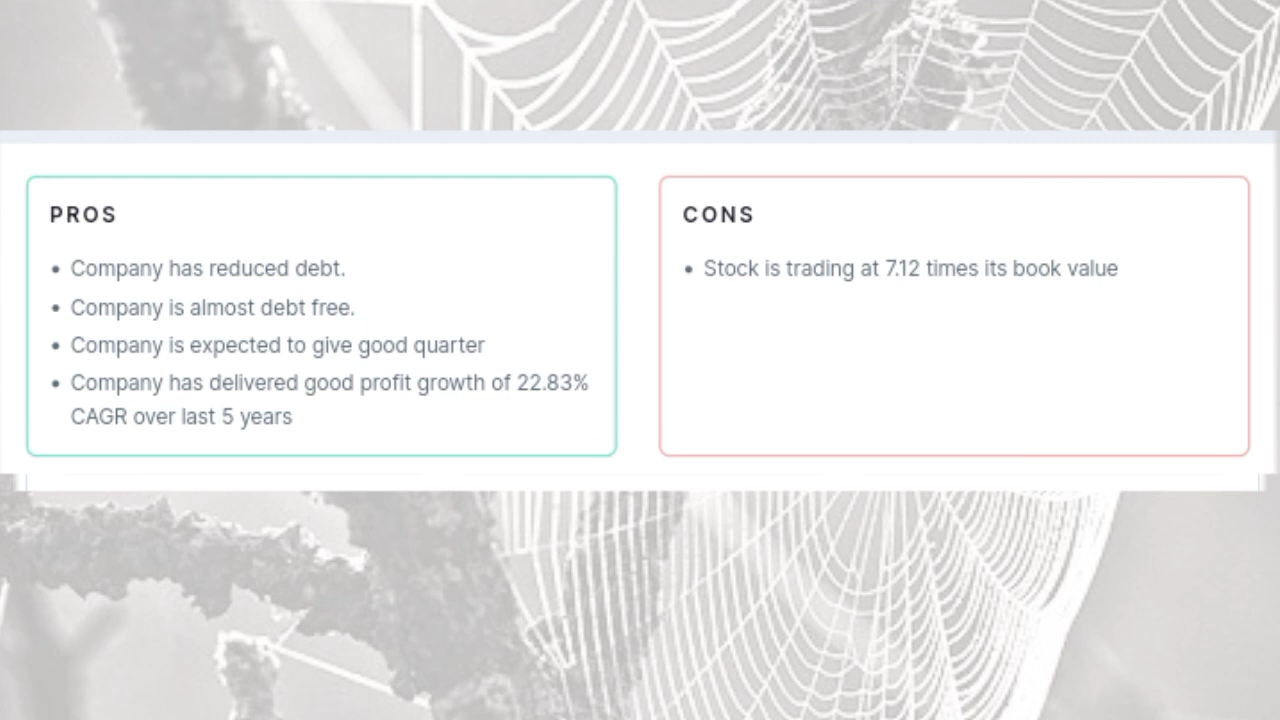 PROS
• Company has reduced debt.
• Company is almost debt free.
• Company is expected to give good quarter
• Company has delivered good profit growth of 22.83%
CAGR over last 5 years
CONS
• Stock is trading at 7.12 times its book value